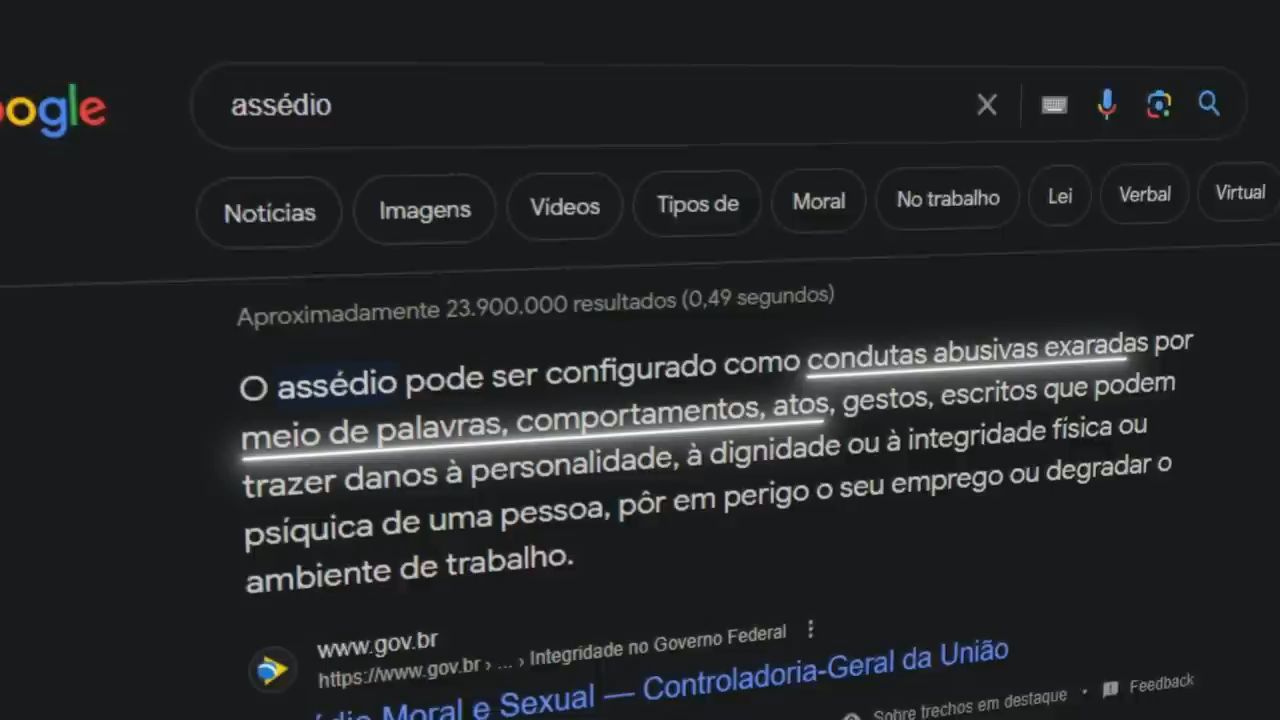 oogle
assédio
Notícias Imagens Vídeos Tipos de Moral No trabalho Lei Verbal Virtual
Aproximadamente 23.900.000 resultados (0,49 segundos)
O assédio pode ser configurado como condutas abusivas exaradas por
meio de palavras, comportamentos, atos, gestos, escritos que podem
trazer danos à personalidade, à dignidade ou à integridade física ou
psíquica de uma pessoa, pôr em perigo o seu emprego ou degradar o
ambiente de trabalho.
www.gov.br
https://www.gov.br › ... › Integridade no Governo Federal
Moral e Sexual — Controladoria-Geral da União
Sobre trechos em destaque • Feedback